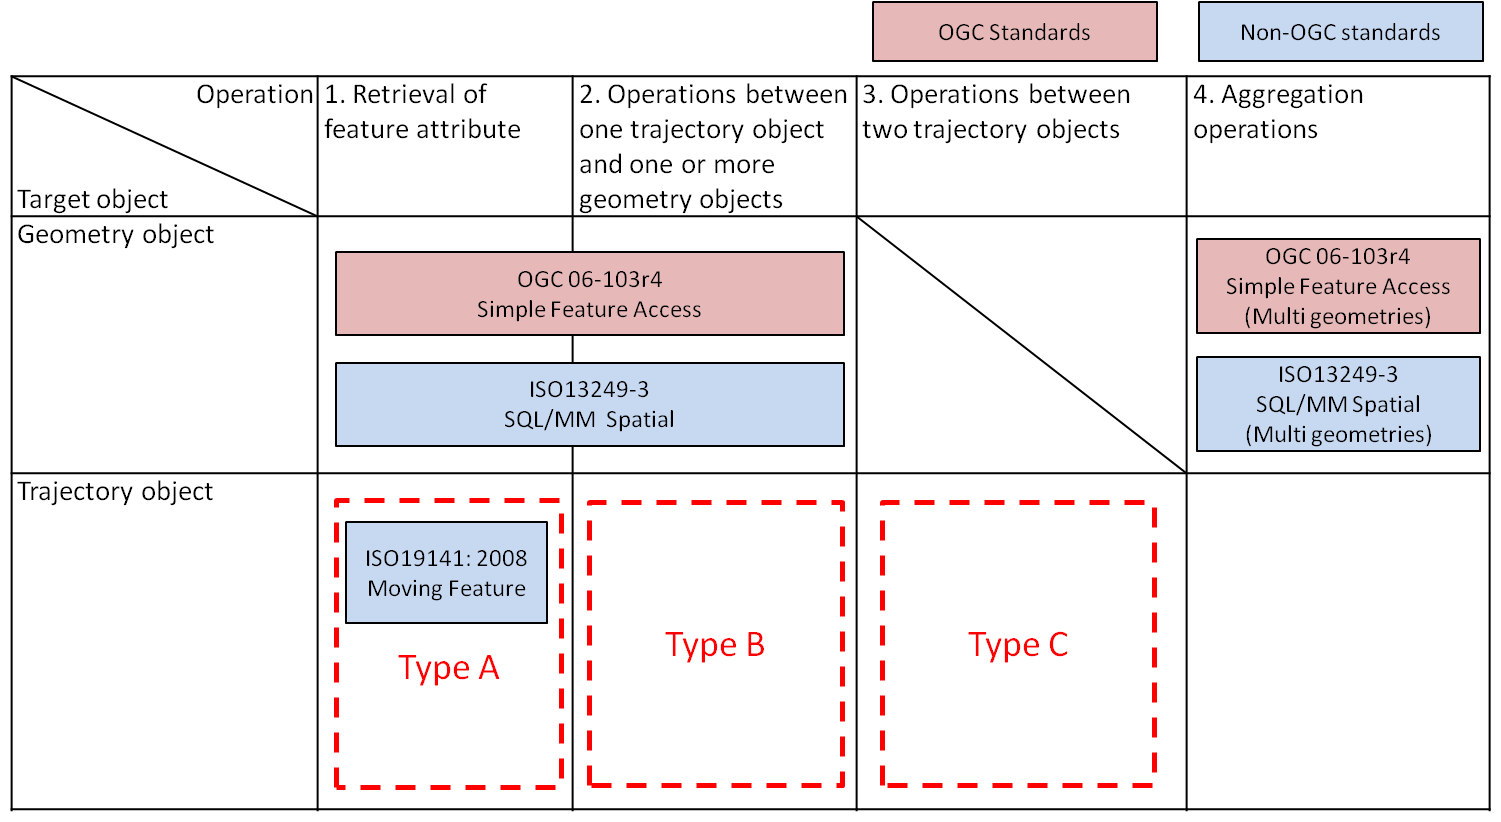 OGC Standards
Non-OGC standards
Operation
Target object
1. Retrieval of
feature attribute
2. Operations between
one trajectory object
and one or more
geometry objects
3. Operations between
two trajectory objects
4. Aggregation
operations
Geometry object
OGC 06-103r4
Simple Feature Access
ISO13249-3
SQL/MM Spatial
OGC 06-103r4
Simple Feature Access
(Multi geometries)
ISO13249-3
SQL/MM Spatial
(Multi geometries)
Trajectory object
ISO19141: 2008
Moving Feature
Type A
Type B
Type C